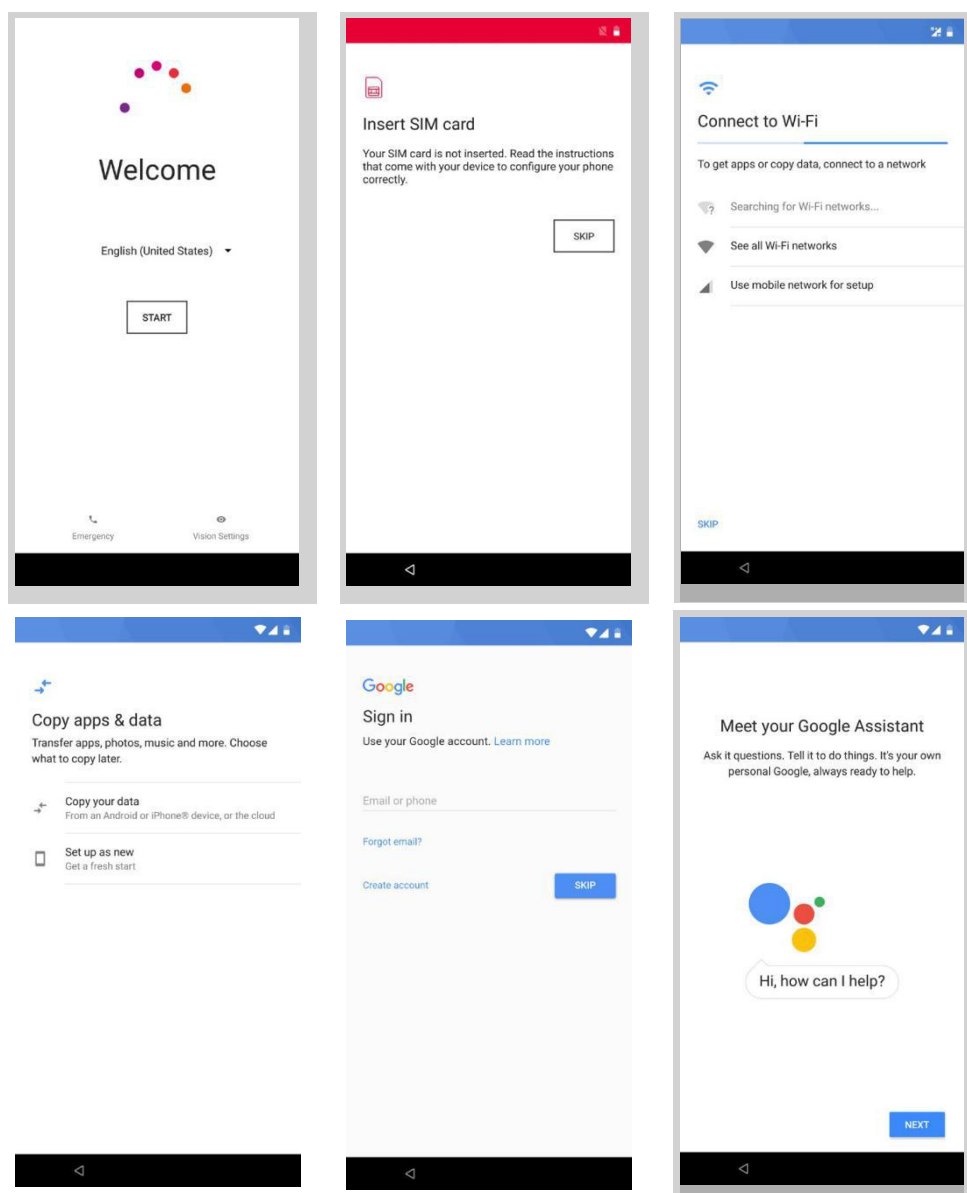 Welcome
English (United States)
START
Emergency
Vision Settings
Insert SIM card
Your SIM card is not inserted. Read the instructions
that come with your device to configure your phone
correctly.
SKIP
Connect to Wi-Fi
To get apps or copy data, connect to a network
Searching for Wi-Fi networks...
See all Wi-Fi networks
Use mobile network for setup
SKIP
Copy apps & data
Transfer apps, photos, music and more. Choose
what to copy later.
Copy your data
From an Android or iPhone® device, or the cloud
Set up as new
Get a fresh start
Google
Sign in
Use your Google account. Learn more
Email or phone
Forgot email?
Create account
SKIP
Meet your Google Assistant
Ask it questions. Tell it to do things. It's your own
personal Google, always ready to help.
Hi, how can I help?
NEXT